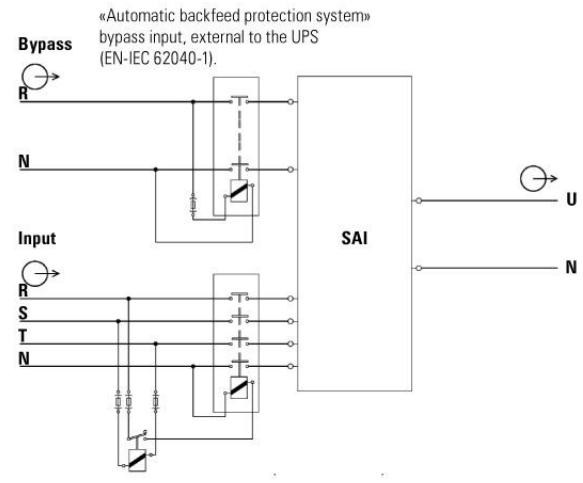 «Automatic backfeed protection system»
bypass input, external to the UPS
(EN-IEC 62040-1).
Bypass
R
N
Input
R
S
T
N
SAI
U
N